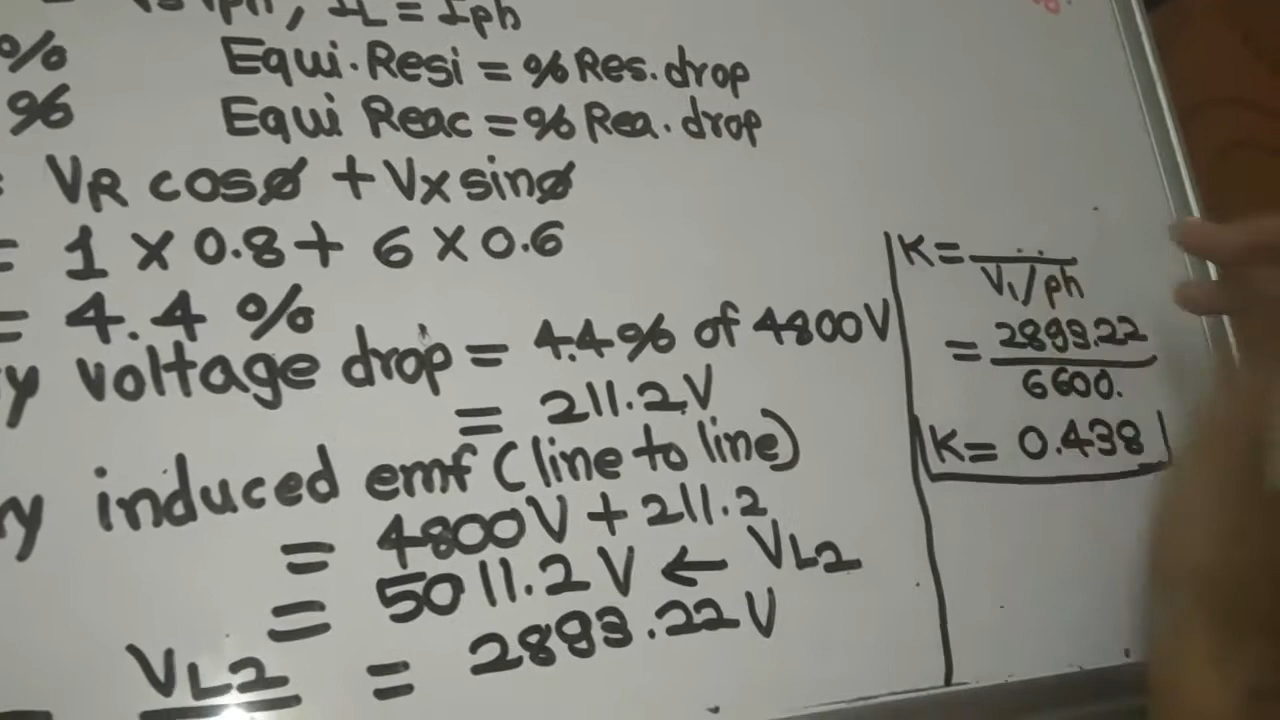 IL = Iph
% Equi. Resi = % Res. drop
% Equi Reac = % Rea. drop
= VR cosø + Vx sinø
= 1 x 0.8 + 6 x 0.6
= 4.4 %
y voltage drop = 4.4% of 4800V
= 211.2V
y induced emf (line to line)
= 4800V + 211.2
= 5011.2V ← VL2
VL2 = 2893.22V
K =
V1/ph
= 2893.22
6600.
K = 0.438